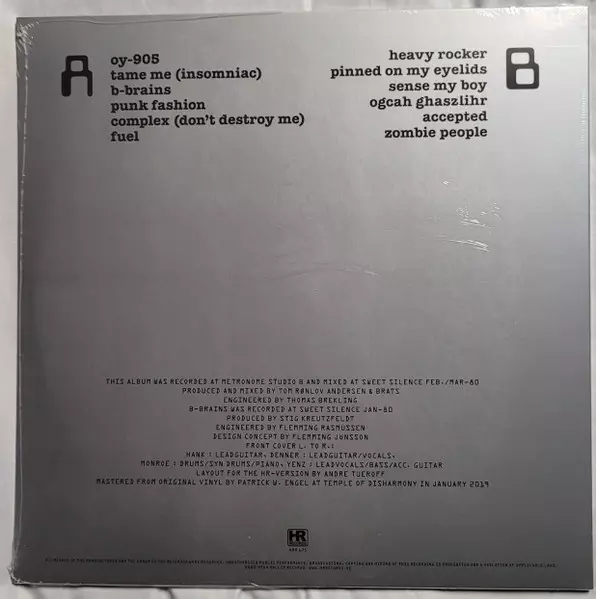 A
oy-905
tame me (insomniac)
b-brains
punk fashion
complex (don't destroy me)
fuel
B
heavy rocker
pinned on my eyelids
sense my boy
ogcah ghaszlihr
accepted
zombie people
THIS ALBUM WAS RECORDED AT METRONOME STUDIO B AND MIXED AT SWEET SILENCE FEB./MAR-80
PRODUCED AND MIXED BY TOM RØNLOV ANDERSEN & BRATS
ENGINEERED BY THOMAS BREKLING
B-BRAINS WAS RECORDED AT SWEET SILENCE JAN-80
PRODUCED BY STIG KREUTZFELDT
ENGINEERED BY FLEMMING RASMUSSEN
DESIGN CONCEPT BY FLEMMING JUNSSON
FRONT COVER L. TO R.:
HANK : LEADGUITAR, DENNER : LEADGUITAR/VOCALS,
MONROE : DRUMS/SYN DRUMS/PIANO, YENZ : LEADVOCALS/BASS/ACC. GUITAR
LAYOUT FOR THE HR-VERSION BY ANDRE TUEROFF
MASTERED FROM ORIGINAL VINYL BY PATRICK W. ENGEL AT TEMPLE OF DISHARMONY IN JANUARY 2019
HR